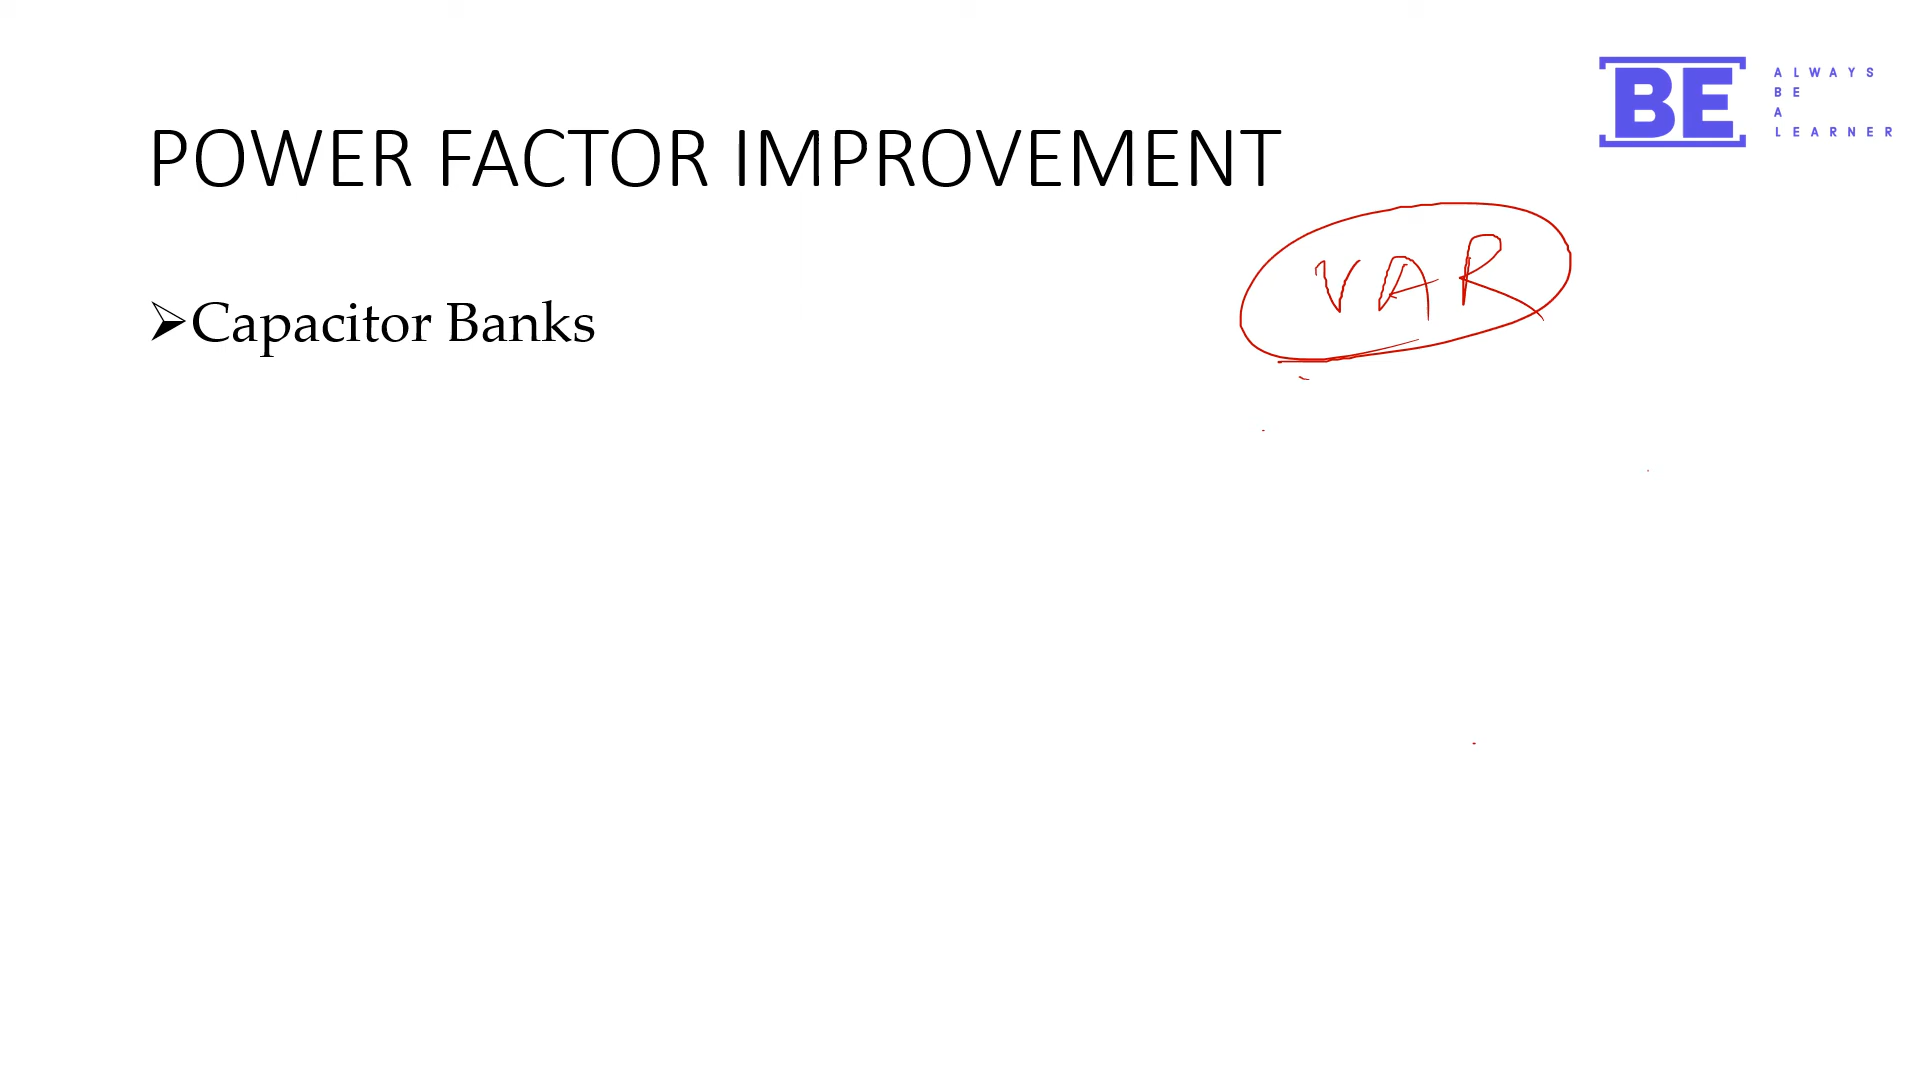 BE
ALWAYS
BE
A
LEARNER
POWER FACTOR IMPROVEMENT
VAR
➢Capacitor Banks